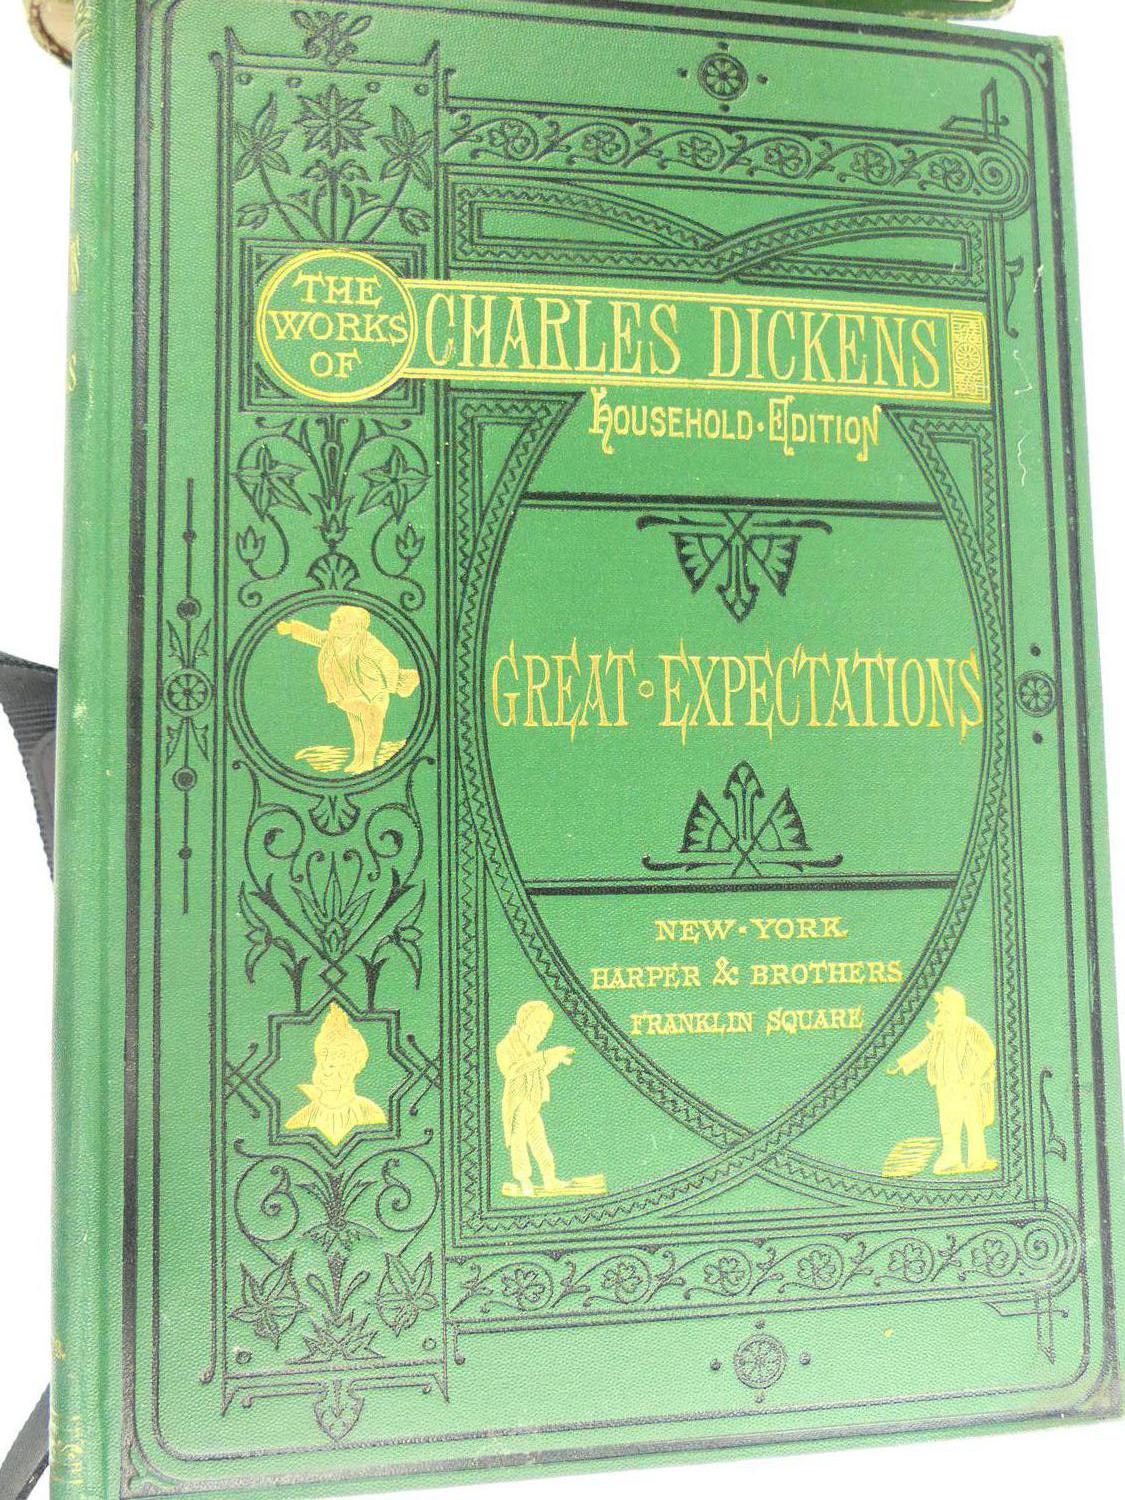 THE
WORKS
OF
CHARLES DICKENS
HOUSEHOLD · EDITION
GREAT · EXPECTATIONS
NEW-YORK
HARPER & BROTHERS
FRANKLIN SQUARE